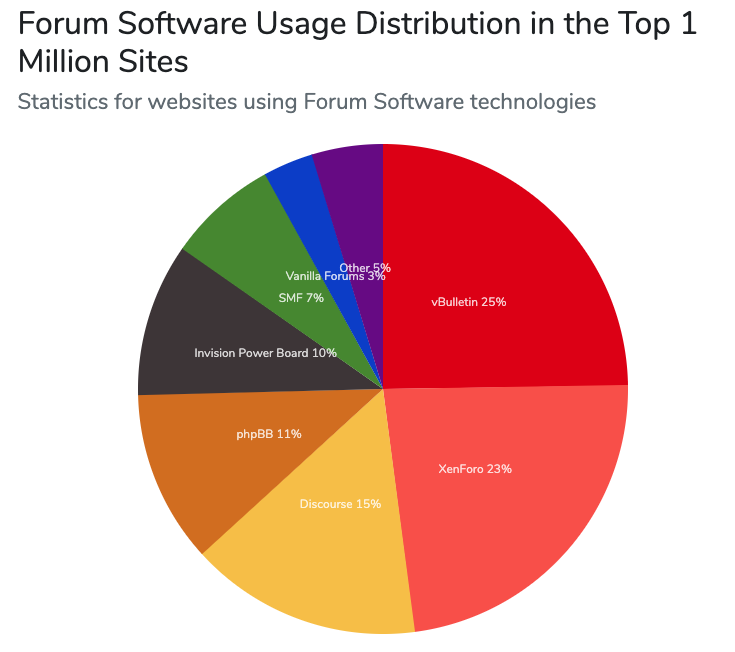 Forum Software Usage Distribution in the Top 1
Million Sites
Statistics for websites using Forum Software technologies
Other 5%
Vanilla Forums 3%
SMF 7%
vBulletin 25%
Invision Power Board 10%
phpBB 11%
XenForo 23%
Discourse 15%